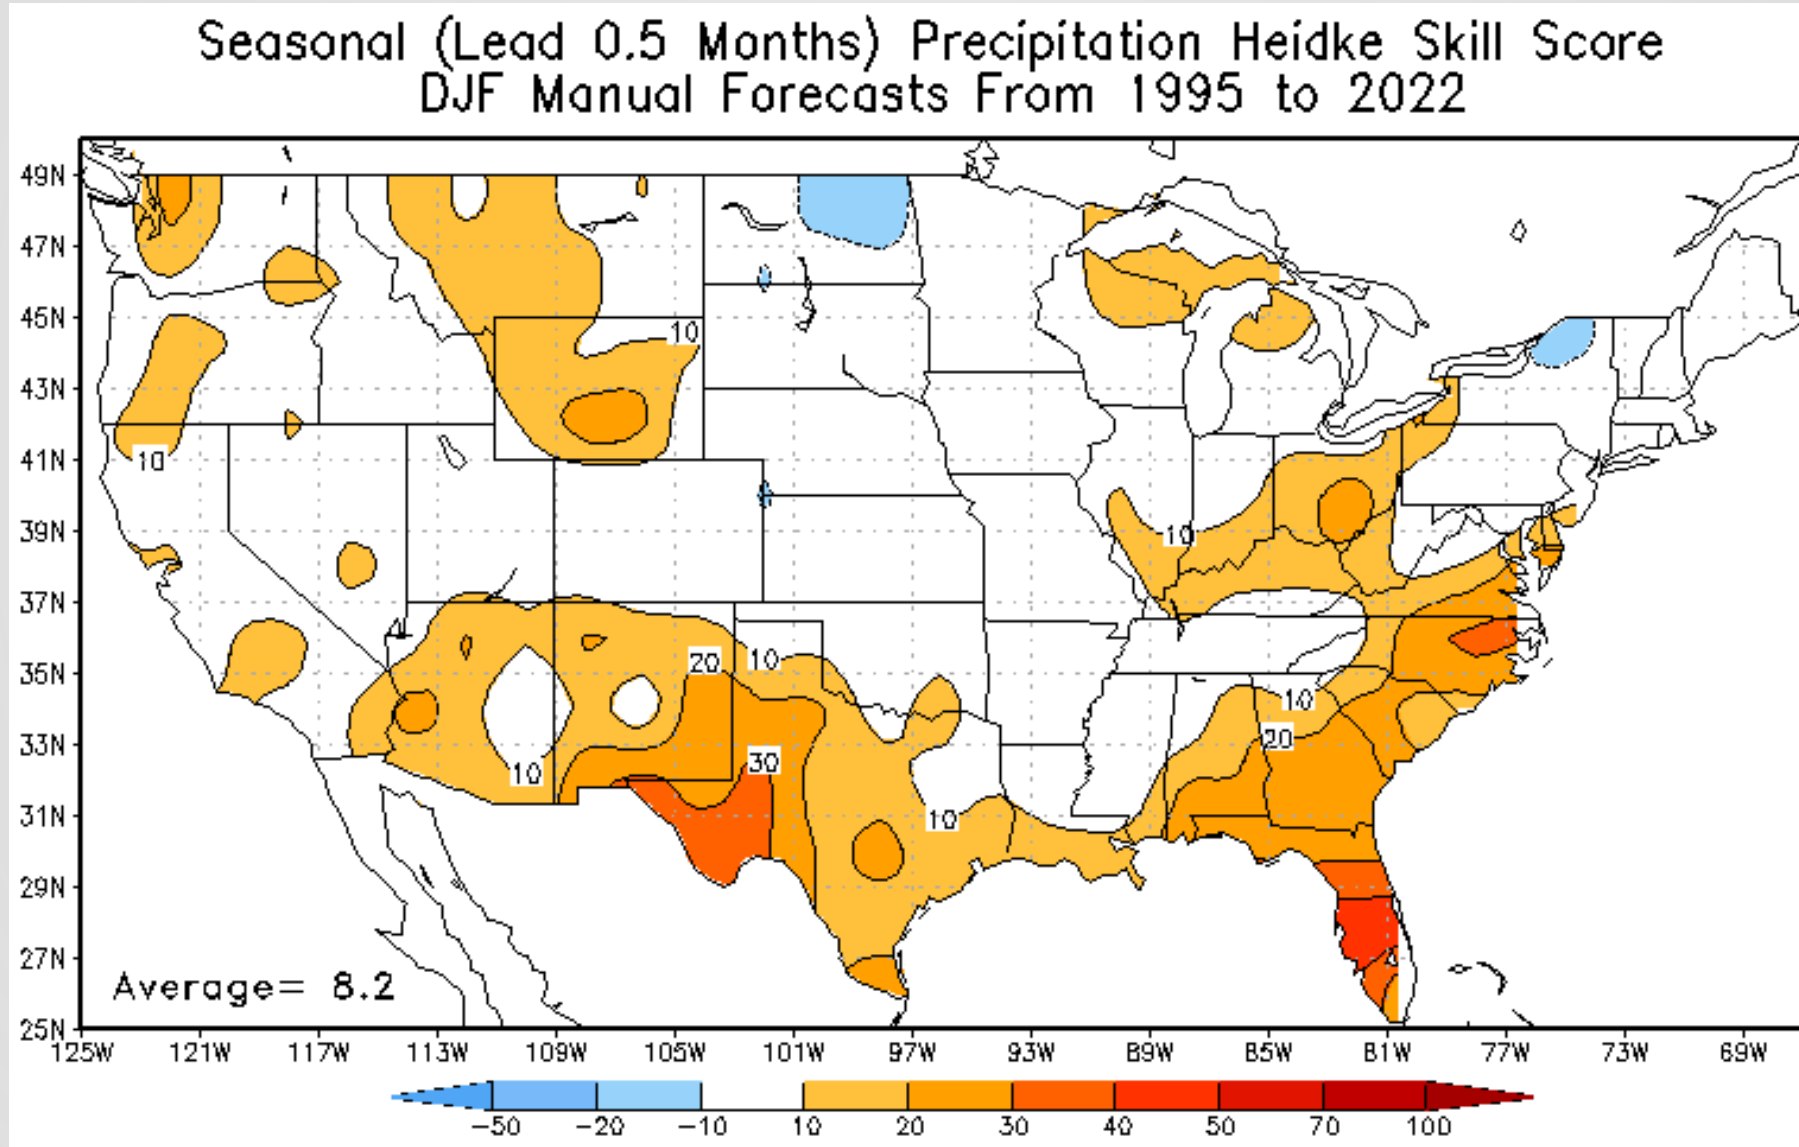 Seasonal (Lead 0.5 Months) Precipitation Heidke Skill Score
DJF Manual Forecasts From 1995 to 2022
49N
47N
45N
10
43N
41N
10
39N
10
37N
35N
20
10
10
33N
20
10
30
31N
10
29N
27N
Average= 8.2
25N
125W 121W 117W 113W 109W 105W 101W 97W 93W 89W 85W 81W 77W 73W 69W
-50 -20 -10 10 20 30 40 50 70 100